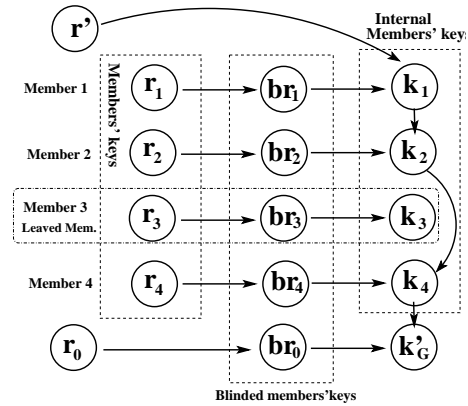 r'
Internal
Members' keys
Members' keys
Member 1
r1
br1
k1
Member 2
r2
br2
k2
Member 3
Leaved Mem.
r3
br3
k3
Member 4
r4
br4
k4
r0
br0
k'G
Blinded members'keys